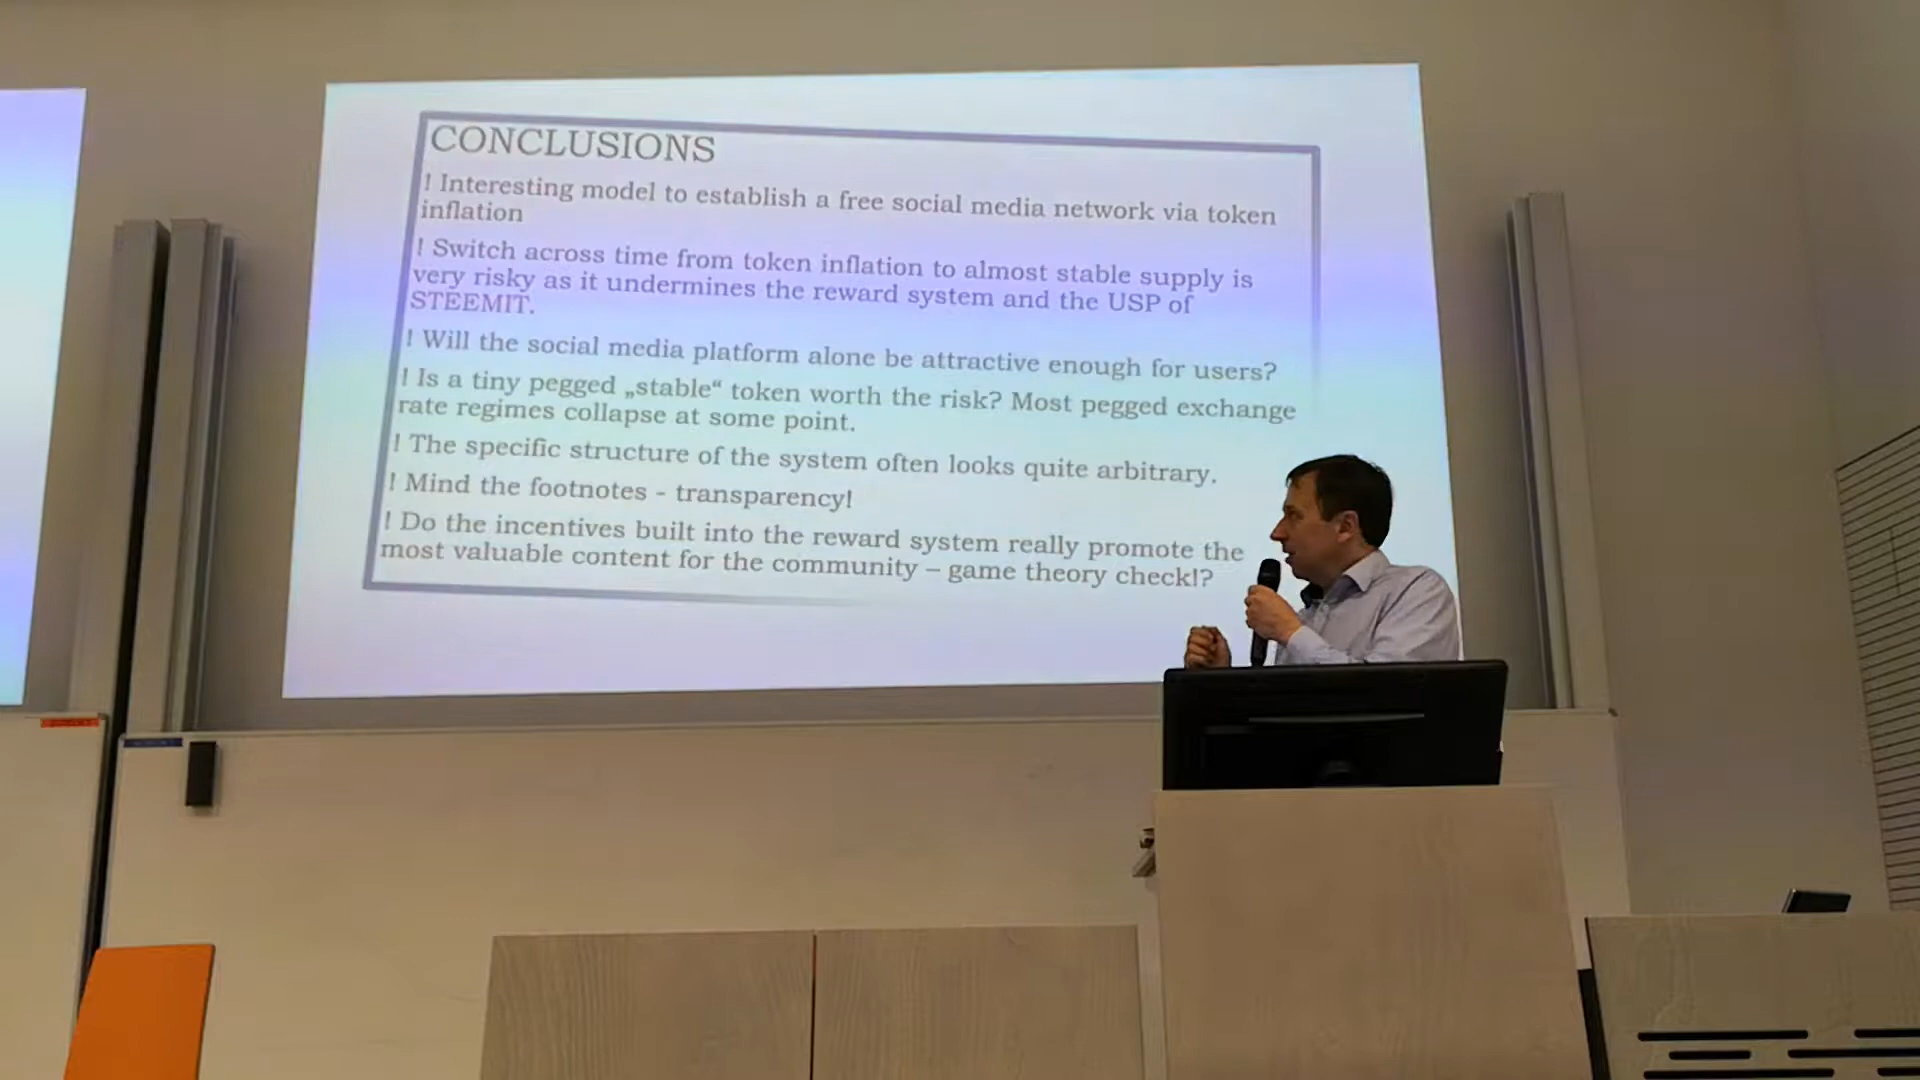 CONCLUSIONS
! Interesting model to establish a free social media network via token
inflation
! Switch across time from token inflation to almost stable supply is
very risky as it undermines the reward system and the USP of
STEEMIT.
! Will the social media platform alone be attractive enough for users?
! Is a tiny pegged „stable“ token worth the risk? Most pegged exchange
rate regimes collapse at some point.
! The specific structure of the system often looks quite arbitrary.
! Mind the footnotes - transparency!
! Do the incentives built into the reward system really promote the
most valuable content for the community – game theory check!?